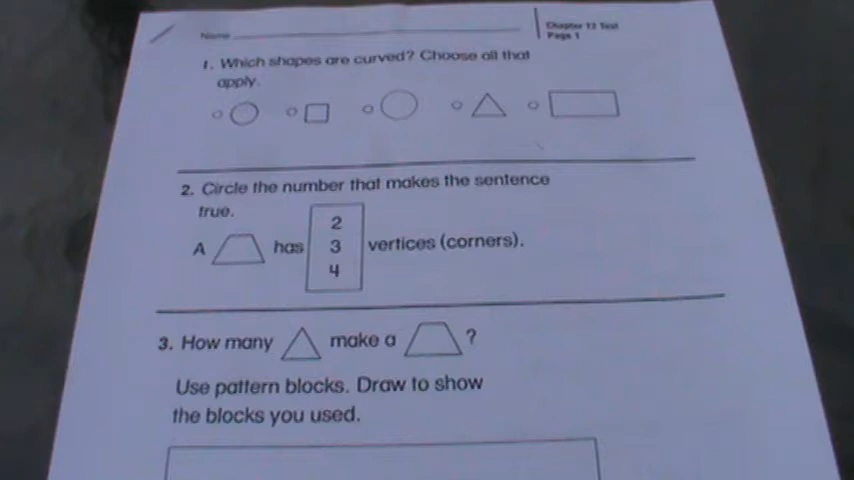 Name
Chapter 12 Test
Page 1
1. Which shapes are curved? Choose all that
apply.
2. Circle the number that makes the sentence
true.
A has 2 3 4 vertices (corners).
3. How many make a ?
Use pattern blocks. Draw to show
the blocks you used.